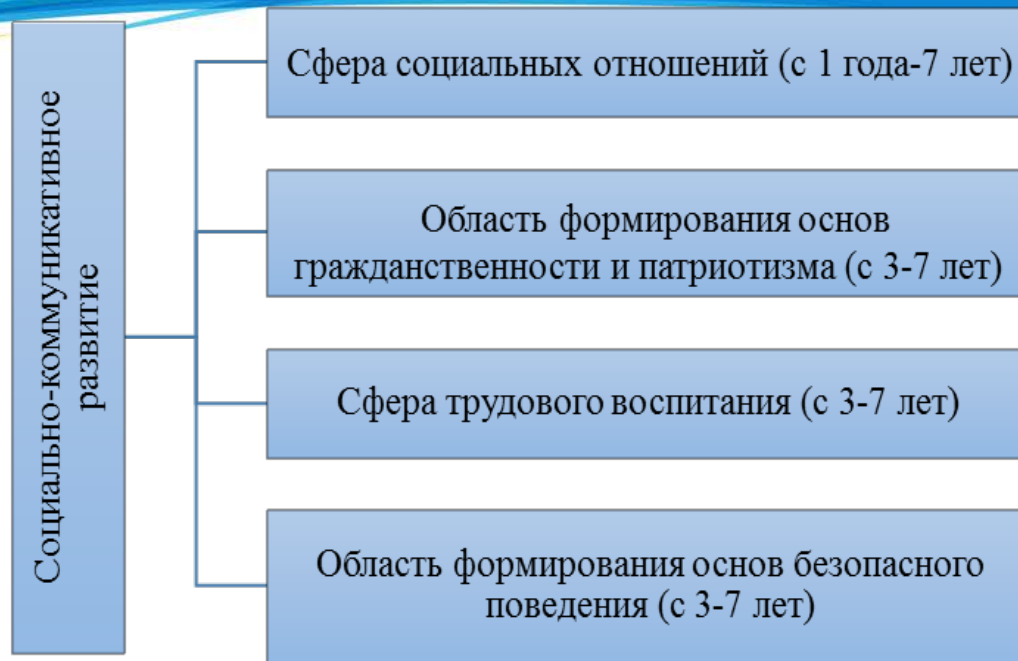 Социально-коммуникативное
развитие
Сфера социальных отношений (с 1 года-7 лет)
Область формирования основ
гражданственности и патриотизма (с 3-7 лет)
Сфера трудового воспитания (с 3-7 лет)
Область формирования основ безопасного
поведения (с 3-7 лет)